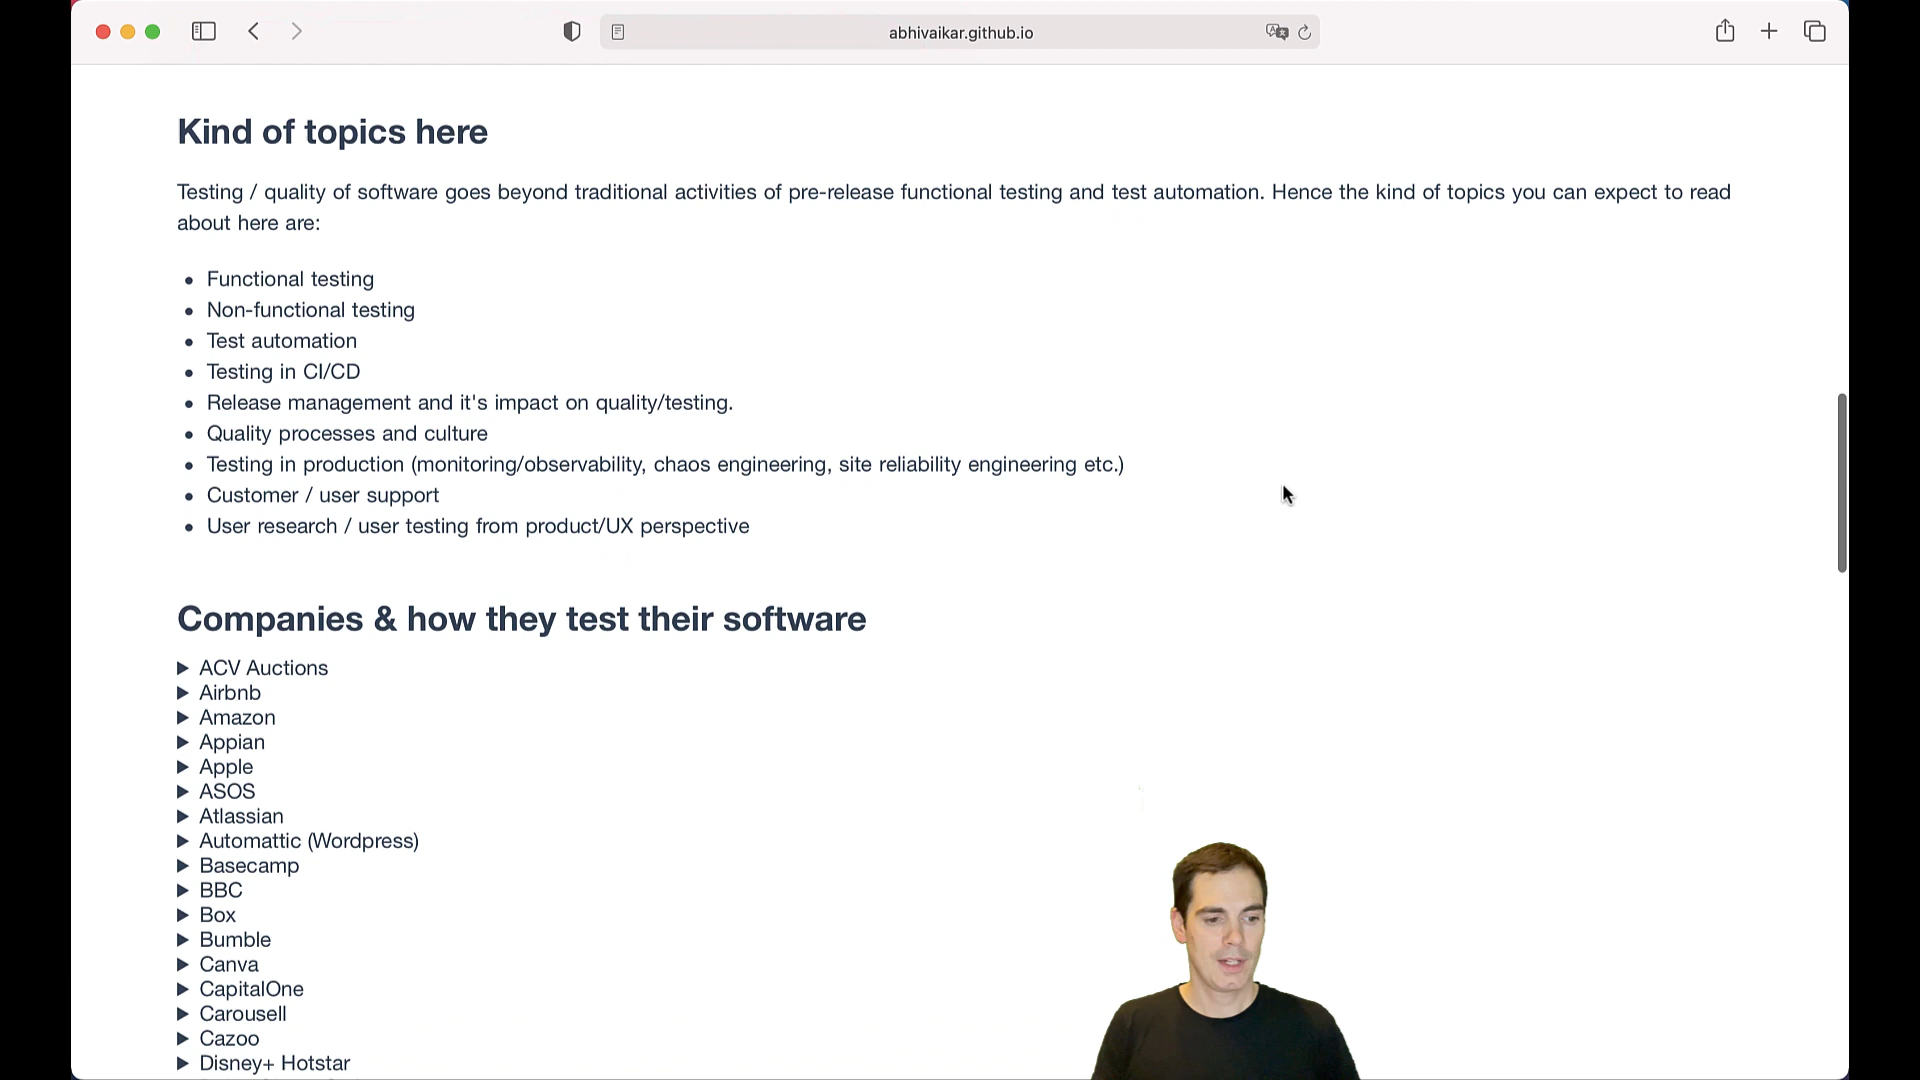 abhivaikar.github.io
Kind of topics here
Testing / quality of software goes beyond traditional activities of pre-release functional testing and test automation. Hence the kind of topics you can expect to read
about here are:
Functional testing
Non-functional testing
Test automation
Testing in CI/CD
Release management and it's impact on quality/testing.
Quality processes and culture
Testing in production (monitoring/observability, chaos engineering, site reliability engineering etc.)
Customer / user support
User research / user testing from product/UX perspective
Companies & how they test their software
ACV Auctions
Airbnb
Amazon
Appian
Apple
ASOS
Atlassian
Automattic (Wordpress)
Basecamp
BBC
Box
Bumble
Canva
CapitalOne
Carousell
Cazoo
Disney+ Hotstar